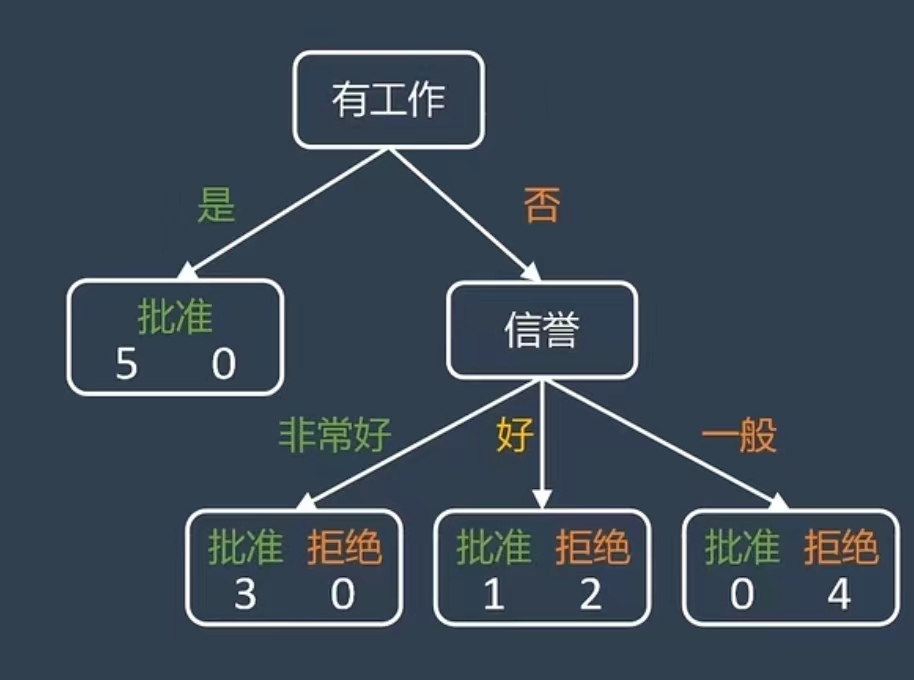 有工作
是
否
批准
5 0
信誉
非常好
好
一般
批准 拒绝
3 0
批准 拒绝
1 2
批准 拒绝
0 4